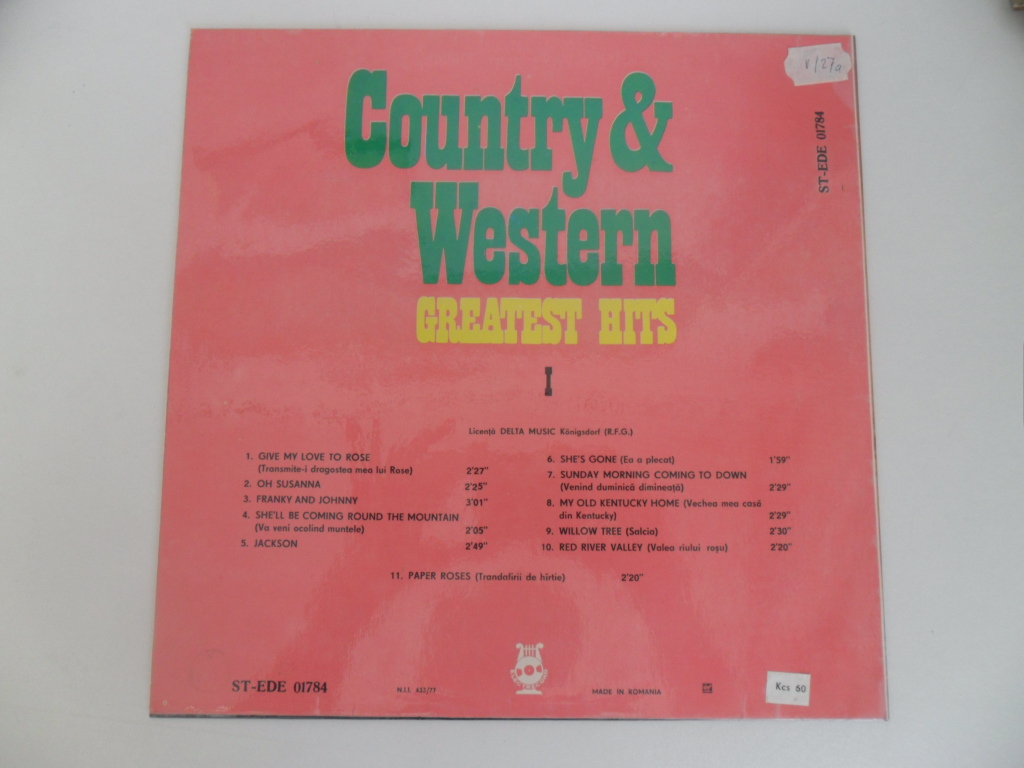 V/27a
ST-EDE 01784
Country &
Western
GREATEST HITS
I
Licență DELTA MUSIC Königsdorf (R.F.G.)
1. GIVE MY LOVE TO ROSE
(Transmite-i dragostea mea lui Rose) 2'27"
2. OH SUSANNA 2'25"
3. FRANKY AND JOHNNY 3'01"
4. SHE'LL BE COMING ROUND THE MOUNTAIN
(Va veni ocolind muntele) 2'05"
5. JACKSON 2'49"
6. SHE'S GONE (Ea a plecat) 1'59"
7. SUNDAY MORNING COMING TO DOWN
(Venind duminică dimineață) 2'29"
8. MY OLD KENTUCKY HOME (Vechea mea casă
din Kentucky) 2'29"
9. WILLOW TREE (Salcia) 2'30"
10. RED RIVER VALLEY (Valea rîului roșu) 2'20"
11. PAPER ROSES (Trandafirii de hîrtie) 2'20"
ST-EDE 01784
MADE IN ROMANIA
Kcs 60